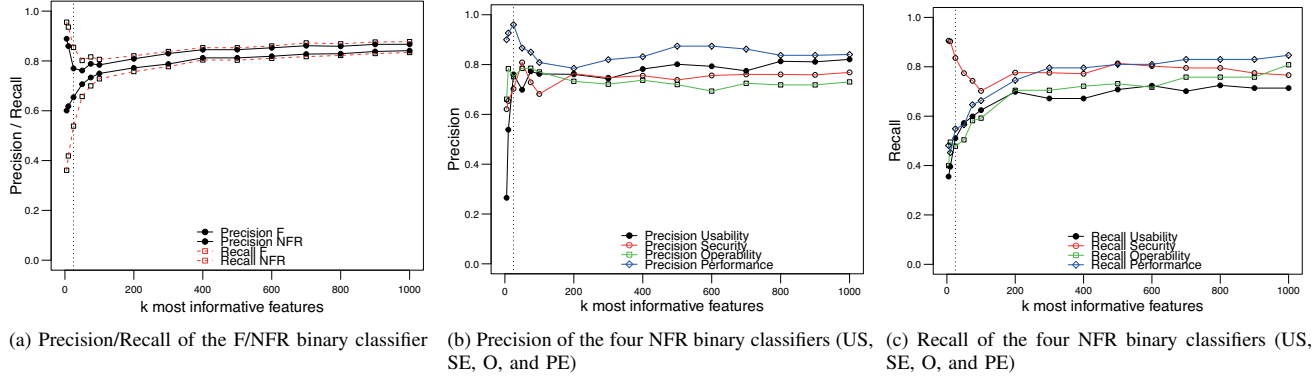 1.0
0.8
0.6
0.4
0.2
0.0
Precision / Recall
Precision F
Precision NFR
Recall F
Recall NFR
0 200 400 600 800 1000
k most informative features
(a) Precision/Recall of the F/NFR binary classifier
1.0
0.8
0.6
0.4
0.2
0.0
Precision
Precision Usability
Precision Security
Precision Operability
Precision Performance
0 200 400 600 800 1000
k most informative features
(b) Precision of the four NFR binary classifiers (US,
SE, O, and PE)
1.0
0.8
0.6
0.4
0.2
0.0
Recall
Recall Usability
Recall Security
Recall Operability
Recall Performance
0 200 400 600 800 1000
k most informative features
(c) Recall of the four NFR binary classifiers (US,
SE, O, and PE)